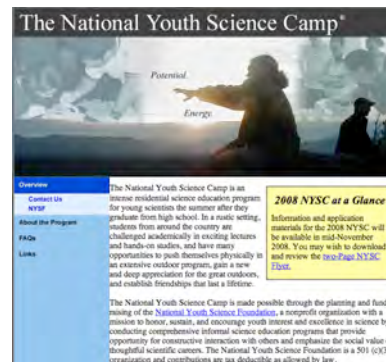 The National Youth Science Camp*
Potential.
Energy.
Overview
Contact Us
NYSF
About the Program
FAQs
Links
The National Youth Science Camp is an
intense residential science education program
for young scientists the summer after they
graduate from high school. In a rustic setting,
students from around the country are
challenged academically in exciting lectures
and hands-on studies, and have many
opportunities to push themselves physically in
an extensive outdoor program, gain a new
and deep appreciation for the great outdoors,
and establish friendships that last a lifetime.
2008 NYSC at a Glance
Information and application
materials for the 2008 NYSC will
be available in mid-November
2008. You may wish to download
and review the two-Page NYSC
Flyer.
The National Youth Science Camp is made possible through the planning and fund
raising of the National Youth Science Foundation, a nonprofit organization with a
mission to honor, sustain, and encourage youth interest and excellence in science by
conducting comprehensive informal science education programs that provide
opportunity for constructive interaction with others and emphasize the social value
thoughtful scientific careers. The National Youth Science Foundation is a 501 (c)(3
organization and contributions are tax deductible as allowed by law.